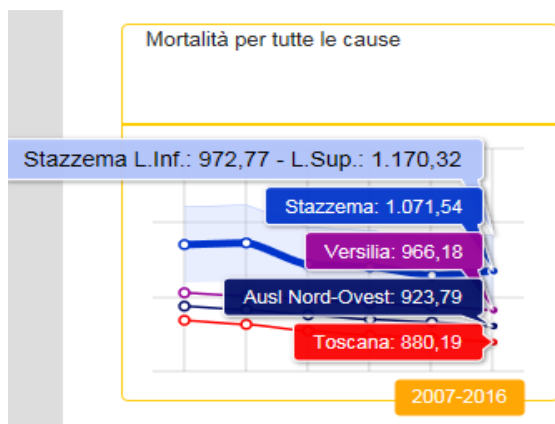 Mortalità per tutte le cause
Stazzema L.Inf.: 972,77 - L.Sup.: 1.170,32
Stazzema: 1.071,54
Versilia: 966,18
Ausl Nord-Ovest: 923,79
Toscana: 880,19
2007-2016